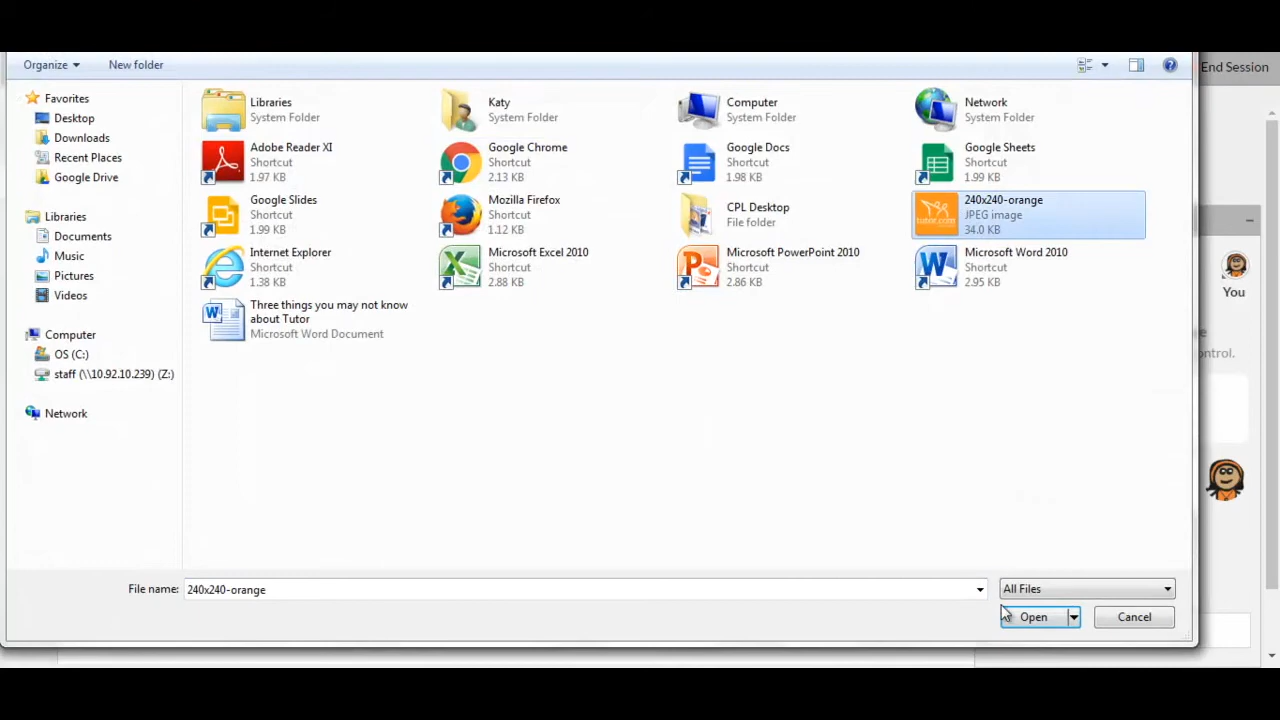 Organize
New folder
End Session
Favorites
Desktop
Downloads
Recent Places
Google Drive
Libraries
Documents
Music
Pictures
Videos
Computer
OS (C:)
staff (\\10.92.10.239) (Z:)
Network
Libraries
System Folder
Katy
System Folder
Computer
System Folder
Network
System Folder
Adobe Reader XI
Shortcut
1.97 KB
Google Chrome
Shortcut
2.13 KB
Google Docs
Shortcut
1.98 KB
Google Sheets
Shortcut
1.99 KB
Google Slides
Shortcut
1.99 KB
Mozilla Firefox
Shortcut
1.12 KB
CPL Desktop
File folder
tutor.com
240x240-orange
JPEG image
34.0 KB
Internet Explorer
Shortcut
1.38 KB
Microsoft Excel 2010
Shortcut
2.88 KB
Microsoft PowerPoint 2010
Shortcut
2.86 KB
Microsoft Word 2010
Shortcut
2.95 KB
Three things you may not know
about Tutor
Microsoft Word Document
You
ontrol.
File name:
240x240-orange
All Files
Open
Cancel